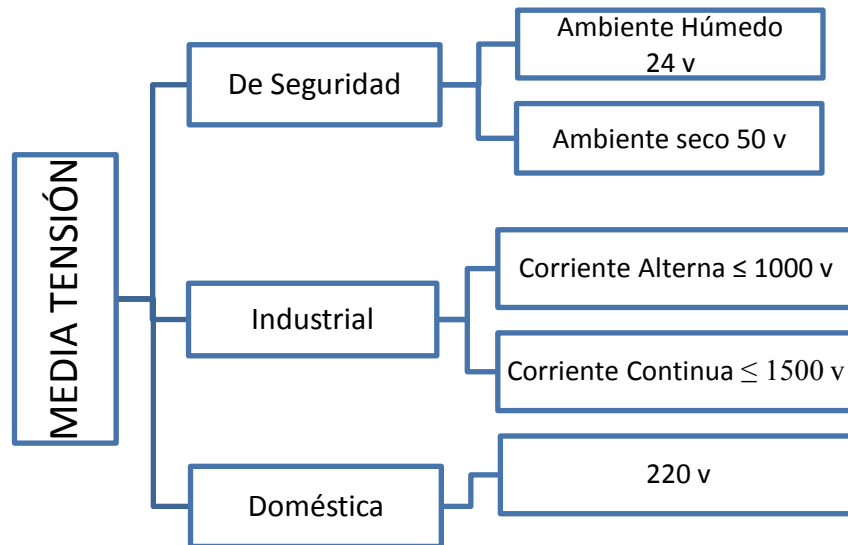 MEDIA TENSIÓN
De Seguridad
Ambiente Húmedo
24 v
Ambiente seco 50 v
Industrial
Corriente Alterna ≤ 1000 v
Corriente Continua ≤ 1500 v
Doméstica
220 v